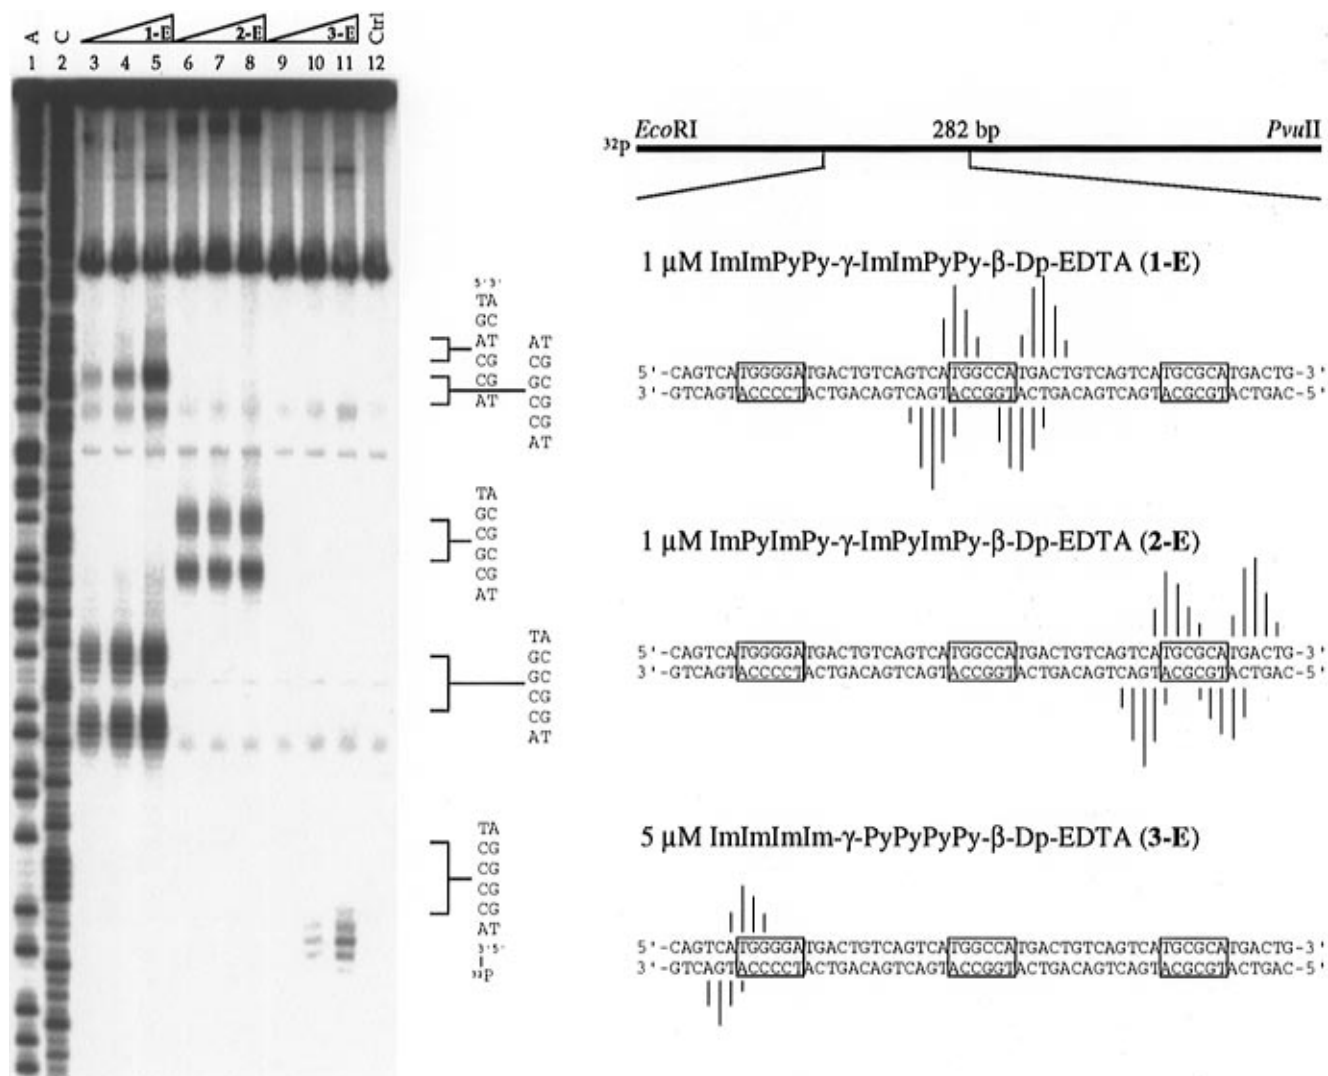 A C 1-E 2-E 3-E Ctrl
1 2 3 4 5 6 7 8 9 10 11 12
5'3'
TA
GC
AT
CG
CG
AT
AT
CG
GC
CG
CG
AT
TA
GC
CG
GC
CG
AT
TA
GC
GC
CG
CG
AT
TA
CG
CG
CG
CG
AT
3'5'
32P
EcoRI 282 bp PvuII
32P
1 μM ImImPyPy-γ-ImImPyPy-β-Dp-EDTA (1-E)
5'-CAGTCATGGGGATGACTGTCAGTCATGGCCATGACTGTCAGTCATGCGCATGACTG-3'
3'-GTCAGTACCCCTACTGACAGTCAGTACCGGTACTGACAGTCAGTACGCGTACTGAC-5'
1 μM ImPyImPy-γ-ImPyImPy-β-Dp-EDTA (2-E)
5'-CAGTCATGGGGATGACTGTCAGTCATGGCCATGACTGTCAGTCATGCGCATGACTG-3'
3'-GTCAGTACCCCTACTGACAGTCAGTACCGGTACTGACAGTCAGTACGCGTACTGAC-5'
5 μM ImImImIm-γ-PyPyPyPy-β-Dp-EDTA (3-E)
5'-CAGTCATGGGGATGACTGTCAGTCATGGCCATGACTGTCAGTCATGCGCATGACTG-3'
3'-GTCAGTACCCCTACTGACAGTCAGTACCGGTACTGACAGTCAGTACGCGTACTGAC-5'